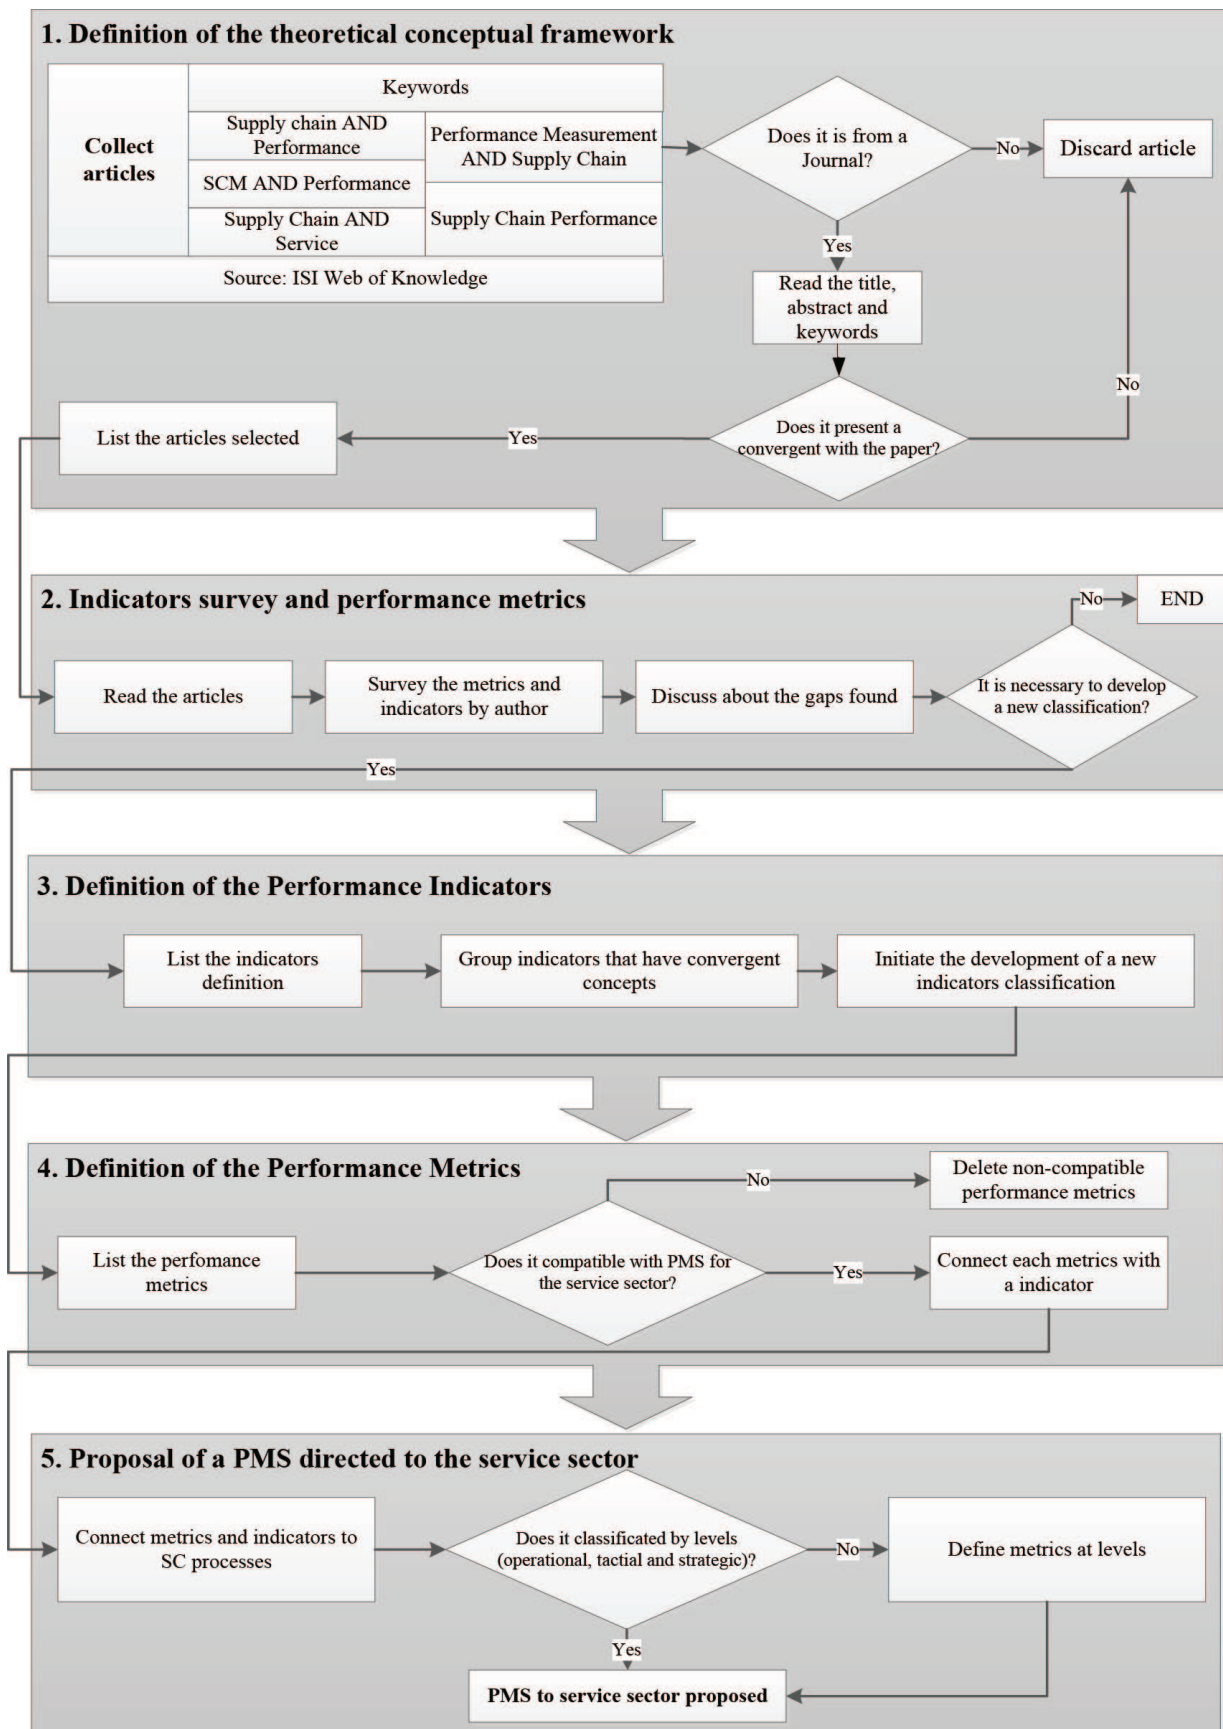 1. Definition of the theoretical conceptual framework
Collect
articles
Keywords
Supply chain AND
Performance
SCM AND Performance
Supply Chain AND
Service
Performance Measurement
AND Supply Chain
Supply Chain Performance
Source: ISI Web of Knowledge
Does it is from a
Journal?
No
Discard article
Yes
Read the title,
abstract and
keywords
Does it present a
convergent with the paper?
No
Yes
List the articles selected
2. Indicators survey and performance metrics
Read the articles
Survey the metrics and
indicators by author
Discuss about the gaps found
It is necessary to develop
a new classification?
No
END
Yes
3. Definition of the Performance Indicators
List the indicators
definition
Group indicators that have convergent
concepts
Initiate the development of a new
indicators classification
4. Definition of the Performance Metrics
List the perfomance
metrics
Does it compatible with PMS for
the service sector?
No
Delete non-compatible
performance metrics
Yes
Connect each metrics with
a indicator
5. Proposal of a PMS directed to the service sector
Connect metrics and indicators to
SC processes
Does it classificated by levels
(operational, tactial and strategic)?
No
Define metrics at levels
Yes
PMS to service sector proposed